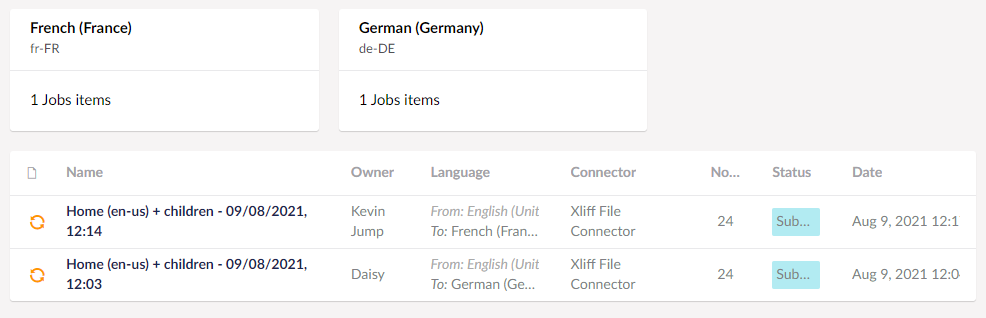 French (France)
fr-FR
1 Jobs items
German (Germany)
de-DE
1 Jobs items
Name Owner Language Connector No... Status Date
Home (en-us) + children - 09/08/2021,
12:14
Kevin
Jump
From: English (Unit
To: French (Fran...
Xliff File
Connector
24
Sub...
Aug 9, 2021 12:1
Home (en-us) + children - 09/08/2021,
12:03
Daisy
From: English (Unit
To: German (Ge...
Xliff File
Connector
24
Sub...
Aug 9, 2021 12:0